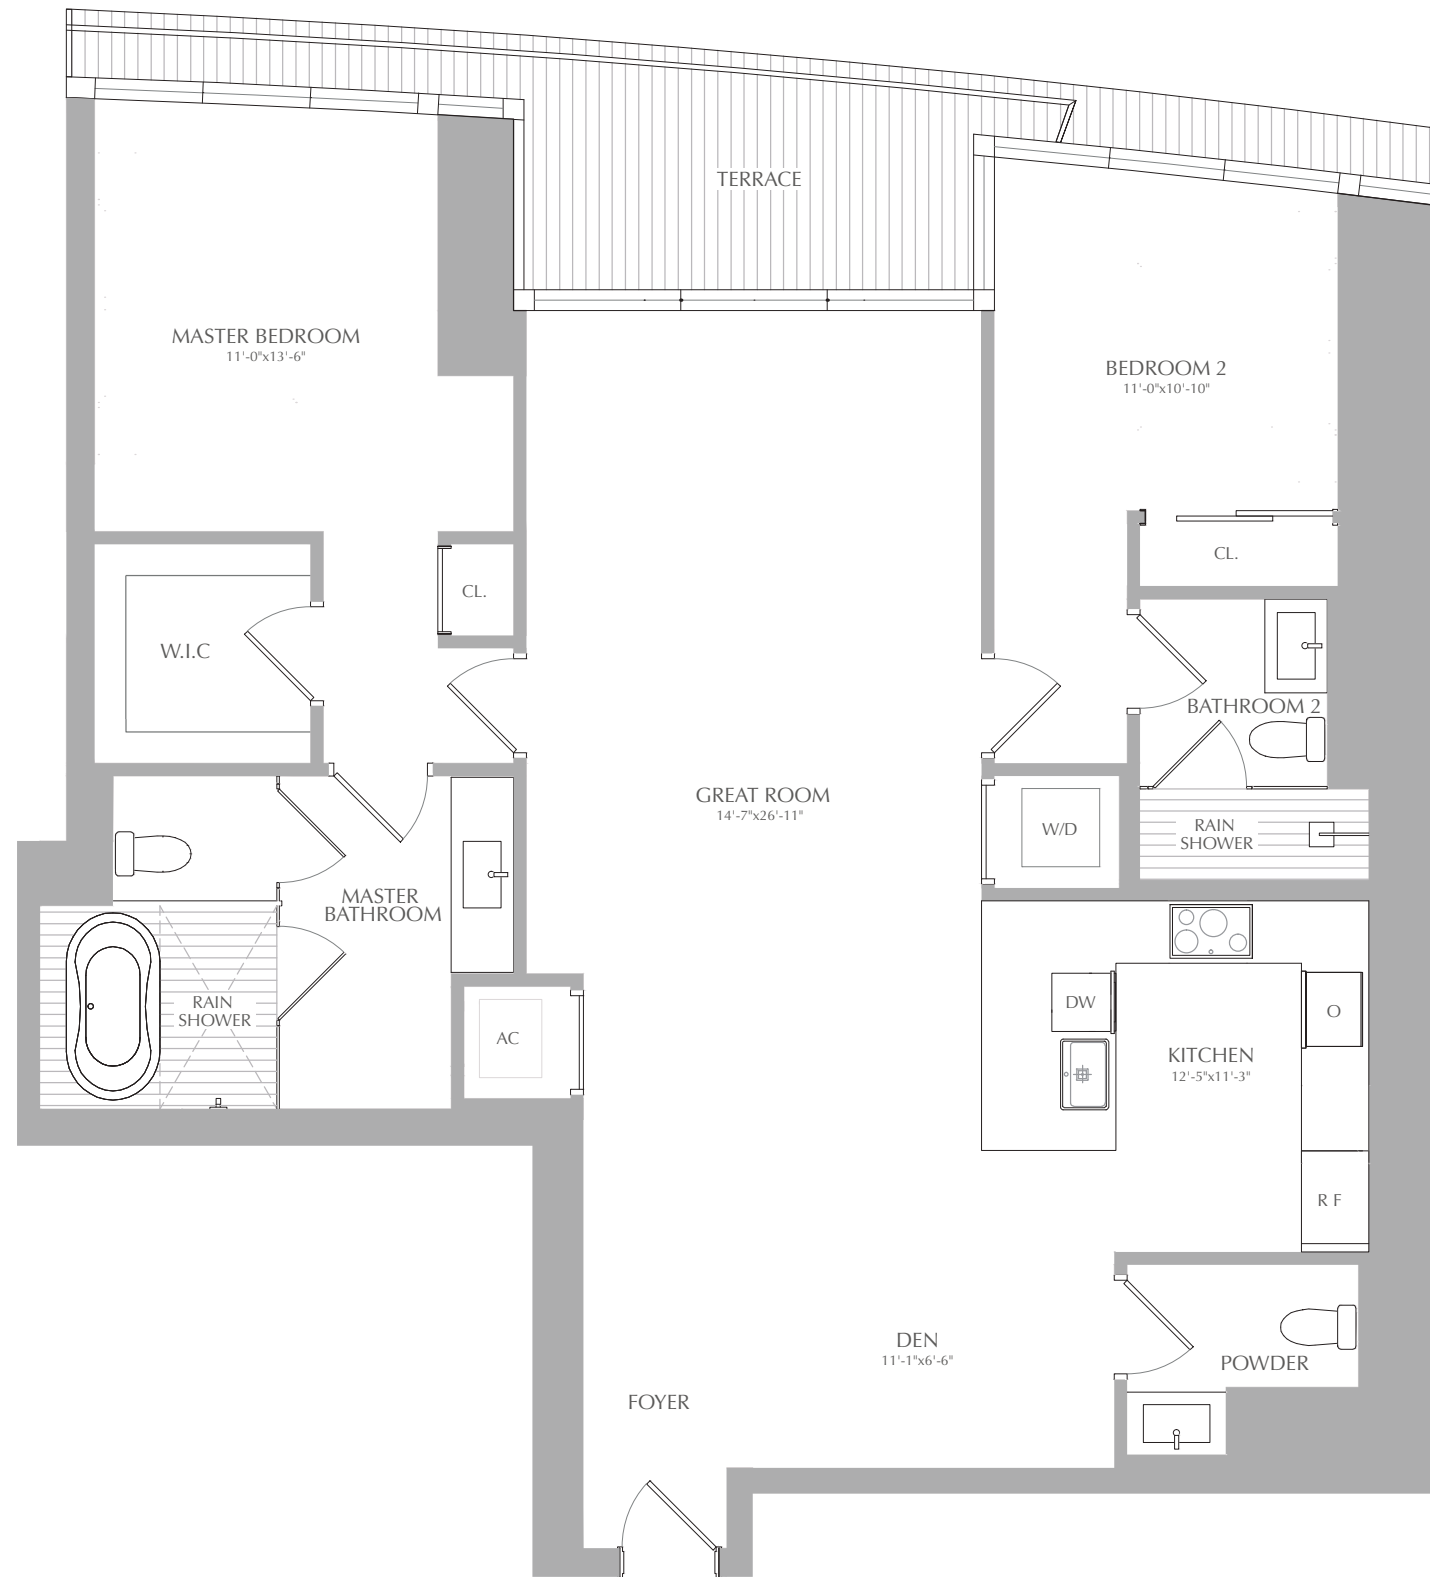 TERRACE
MASTER BEDROOM
11'-0"x13'-6"
BEDROOM 2
11'-0"x10'-10"
CL.
CL.
W.I.C
BATHROOM 2
GREAT ROOM
14'-7"x26'-11"
W/D
RAIN
SHOWER
MASTER
BATHROOM
RAIN
SHOWER
AC
DW
O
KITCHEN
12'-5"x11'-3"
R F
DEN
11'-1"x6'-6"
POWDER
FOYER